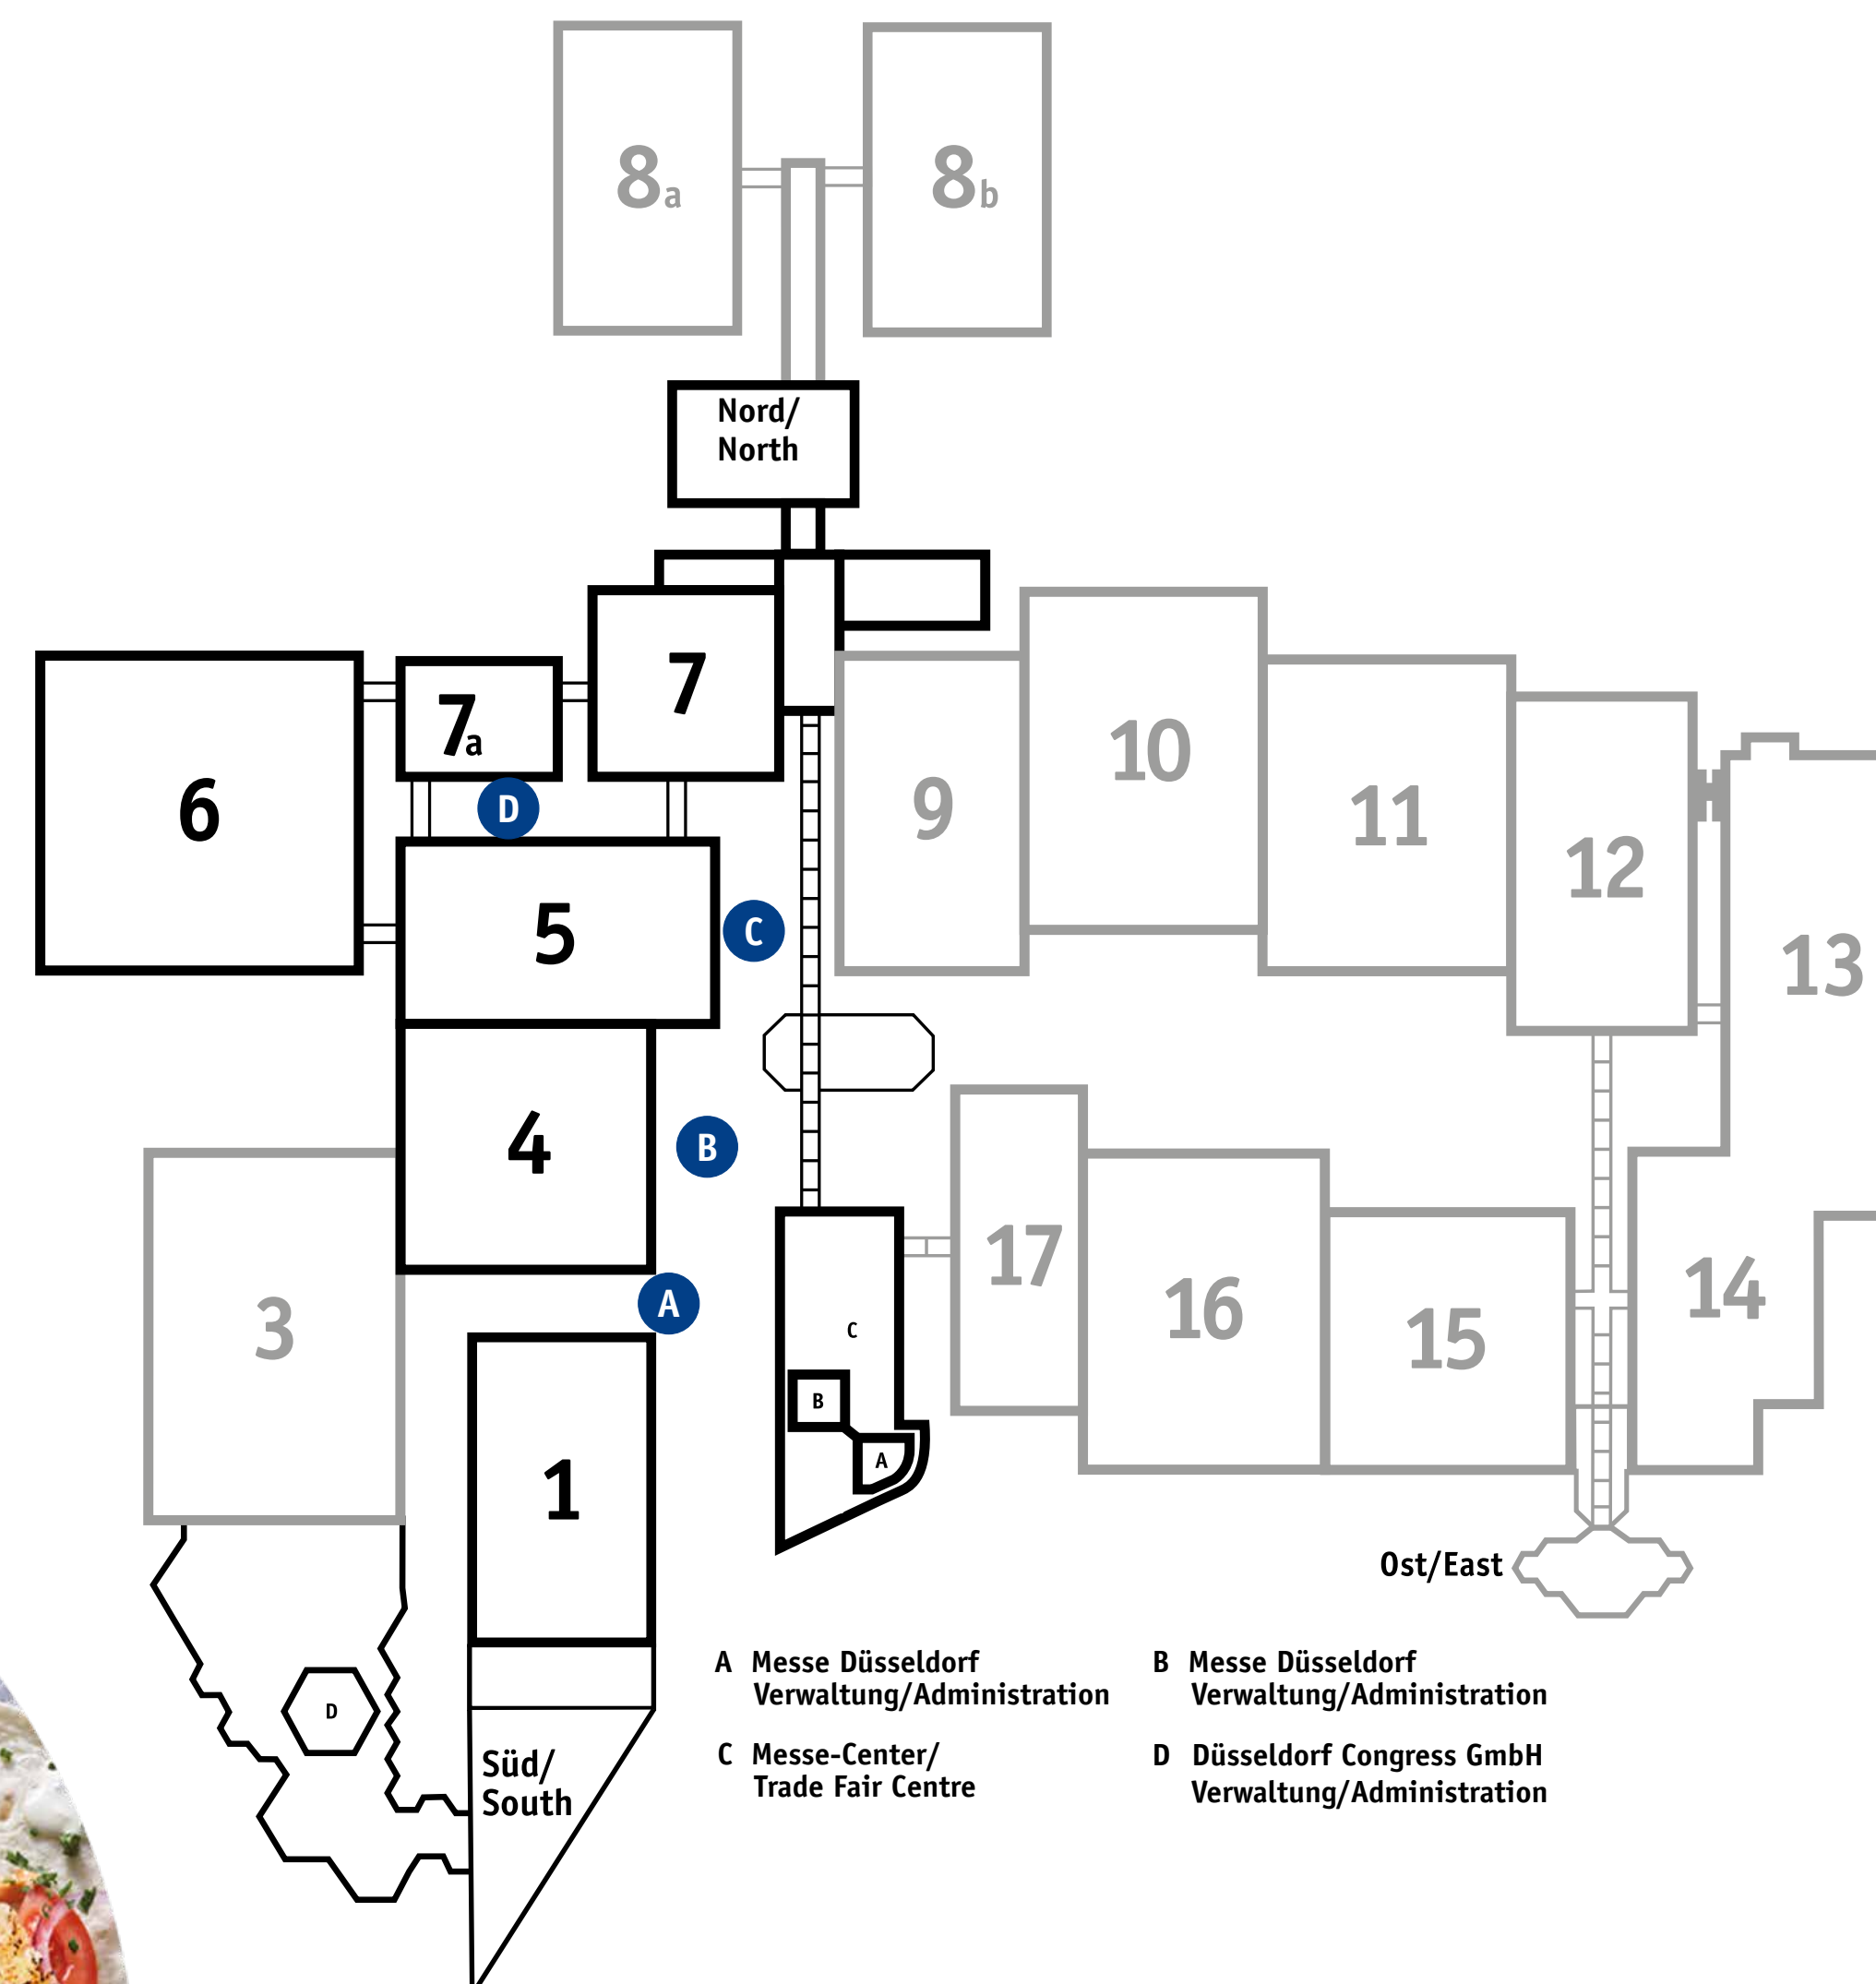 8a
8b
Nord/
North
7
7a
6
D
5
C
9
10
11
12
13
4
B
3
A
17
16
15
14
C
B
A
1
D
Ost/East
Süd/
South
A Messe Düsseldorf
Verwaltung/Administration
B Messe Düsseldorf
Verwaltung/Administration
C Messe-Center/
Trade Fair Centre
D Düsseldorf Congress GmbH
Verwaltung/Administration